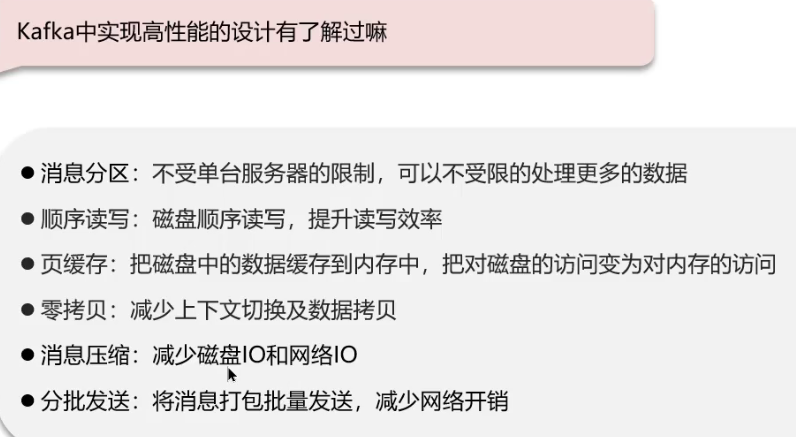 Kafka中实现高性能的设计有了解过嘛
●消息分区：不受单台服务器的限制，可以不受限的处理更多的数据
●顺序读写：磁盘顺序读写，提升读写效率
●页缓存：把磁盘中的数据缓存到内存中，把对磁盘的访问变为对内存的访问
●零拷贝：减少上下文切换及数据拷贝
●消息压缩：减少磁盘IO和网络IO
●分批发送：将消息打包批量发送，减少网络开销